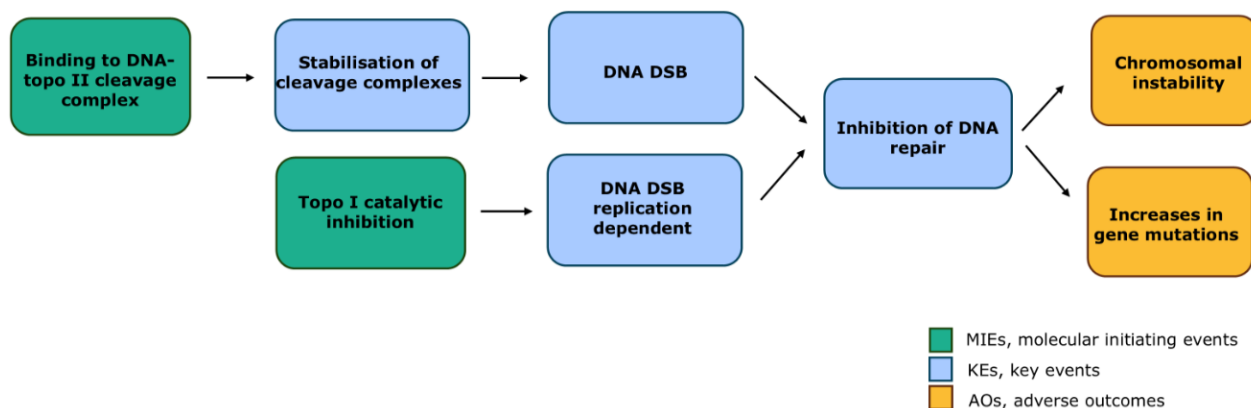 Binding to DNA-
topo II cleavage
complex
Stabilisation of
cleavage complexes
DNA DSB
Topo I catalytic
inhibition
DNA DSB
replication
dependent
Inhibition of DNA
repair
Chromosomal
instability
Increases in
gene mutations
MIEs, molecular initiating events
KEs, key events
AOs, adverse outcomes